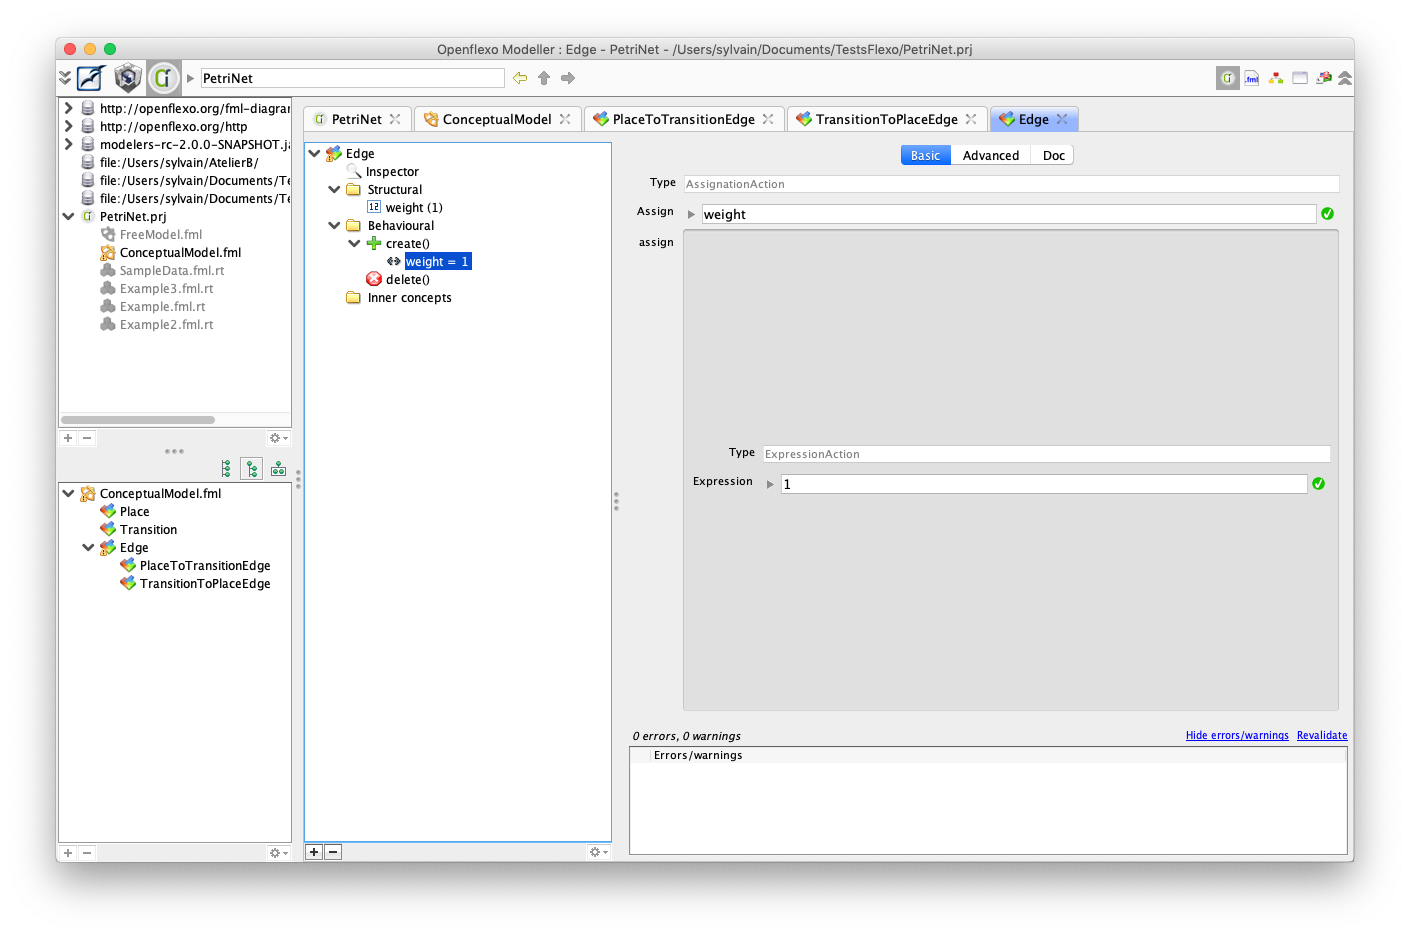 Openflexo Modeller : Edge - PetriNet - /Users/sylvain/Documents/TestsFlexo/PetriNet.prj
PetriNet
.fml
http://openflexo.org/fml-diagran
http://openflexo.org/http
modelers-rc-2.0.0-SNAPSHOT.ja
file:/Users/sylvain/AtelierB/
file:/Users/sylvain/Documents/Te
file:/Users/sylvain/Documents/Te
PetriNet.prj
FreeModel.fml
ConceptualModel.fml
SampleData.fml.rt
Example3.fml.rt
Example.fml.rt
Example2.fml.rt
ConceptualModel.fml
Place
Transition
Edge
PlaceToTransitionEdge
TransitionToPlaceEdge
PetriNet
ConceptualModel
PlaceToTransitionEdge
TransitionToPlaceEdge
Edge
Edge
Inspector
Structural
12 weight (1)
Behavioural
create()
weight = 1
delete()
Inner concepts
Basic Advanced Doc
Type AssignationAction
Assign weight
assign
Type ExpressionAction
Expression 1
0 errors, 0 warnings
Hide errors/warnings Revalidate
Errors/warnings